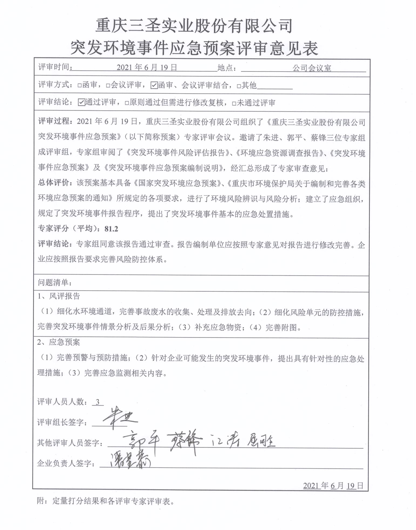 重庆三圣实业股份有限公司
突发环境事件应急预案评审意见表
评审时间: 2021年6月19日 地点: 公司会议室
评审方式:□函审、□会议评审,☑函审、会议评审结合,□其他
评审结论:☑通过评审,□原则通过但需进行修改复核,□未通过评审
评审过程:2021年6月19日,重庆三圣实业股份有限公司组织了《重庆三圣实业股份有限公司
突发环境事件应急预案》(以下简称预案)专家评审会议。邀请了朱进、郭平、蔡锋三位专家组
成评审组,专家组审阅了《突发环境事件风险评估报告》、《环境应急资源调查报告》、《突发环境
事件应急预案》及《突发环境事件应急预案编制说明》,经汇总形成了专家审查意见:
总体评价:该预案基本具备《国家突发环境应急预案》、《重庆市环境保护局关于编制和完善各类
环境应急预案的通知》所规定的各项要求,进行了环境风险辨识与风险分析;建立了应急组织,
规定了突发环境事件报告程序,提出了突发环境事件基本的应急处置措施。
专家评分(平均):81.2
评审结论:专家组同意该报告通过审查。报告编制单位应按照专家意见对报告进行修改完善。企
业应按照报告要求完善风险防控体系。
问题清单:
1、风评报告
(1)细化水环境通道,完善事故废水的收集、处理及排放去向;(2)细化风险单元的防控措施,
完善突发环境事件情景分析及后果分析;(3)补充应急物资;(4)完善附图。
2、应急预案
(1)完善预警与预防措施;(2)针对企业可能发生的突发环境事件,提出具有针对性的应急处
理措施;(3)完善应急监测相关内容。
评审人员人数: 3
评审组长签字: 朱进
其他评审人员签字: 郭平 蔡锋 江涛
企业负责人签字:
2021年6月19日
附:定量打分结果和各评审专家评审表。